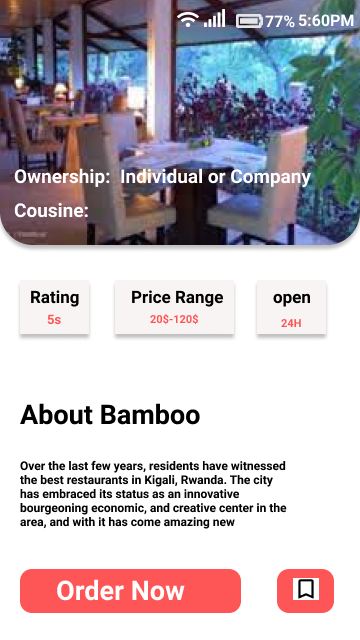 77% 5:60PM
Ownership: Individual or Company
Cousine:
Rating
5s
Price Range
20$-120$
open
24H
About Bamboo
Over the last few years, residents have witnessed
the best restaurants in Kigali, Rwanda. The city
has embraced its status as an innovative
bourgeoning economic, and creative center in the
area, and with it has come amazing new
Order Now